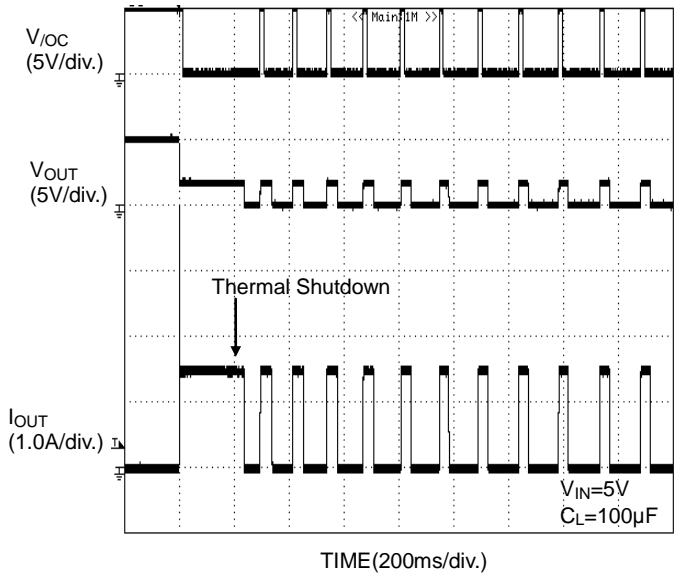 << Main:1M >>
V/OC
(5V/div.)
VOUT
(5V/div.)
Thermal Shutdown
IOUT
(1.0A/div.)
VIN=5V
CL=100µF
TIME(200ms/div.)